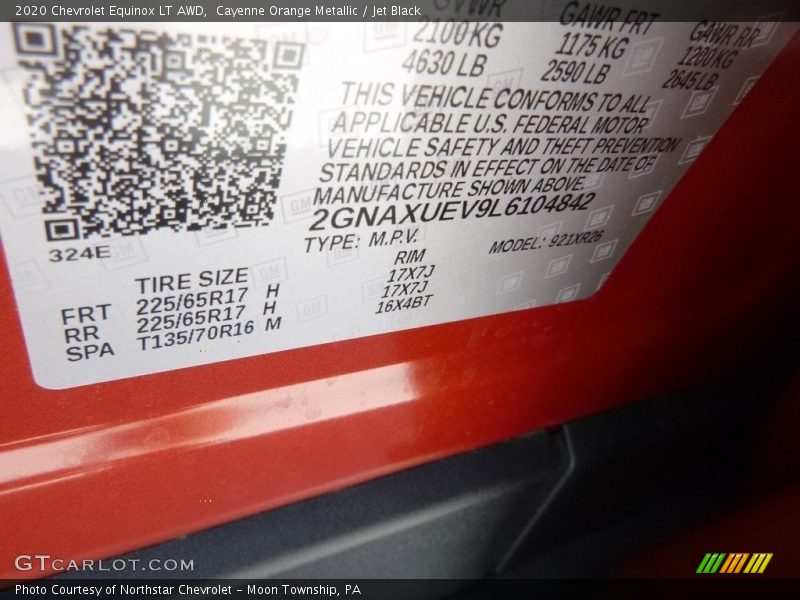 2020 Chevrolet Equinox LT AWD, Cayenne Orange Metallic / Jet Black
GVWR GAWR FRT GAWR RR
2100 KG 1175 KG 1200 KG
4630 LB 2590 LB 2645 LB
THIS VEHICLE CONFORMS TO ALL
APPLICABLE U.S. FEDERAL MOTOR
VEHICLE SAFETY AND THEFT PREVENTION
STANDARDS IN EFFECT ON THE DATE OF
MANUFACTURE SHOWN ABOVE
2GNAXUEV9L6104842
TYPE: M.P.V. MODEL: 921XR26
324E
TIRE SIZE RIM
FRT 225/65R17 H 17X7J
RR 225/65R17 H 17X7J
SPA T135/70R16 M 16X4BT
GTCARLOT.COM
Photo Courtesy of Northstar Chevrolet - Moon Township, PA